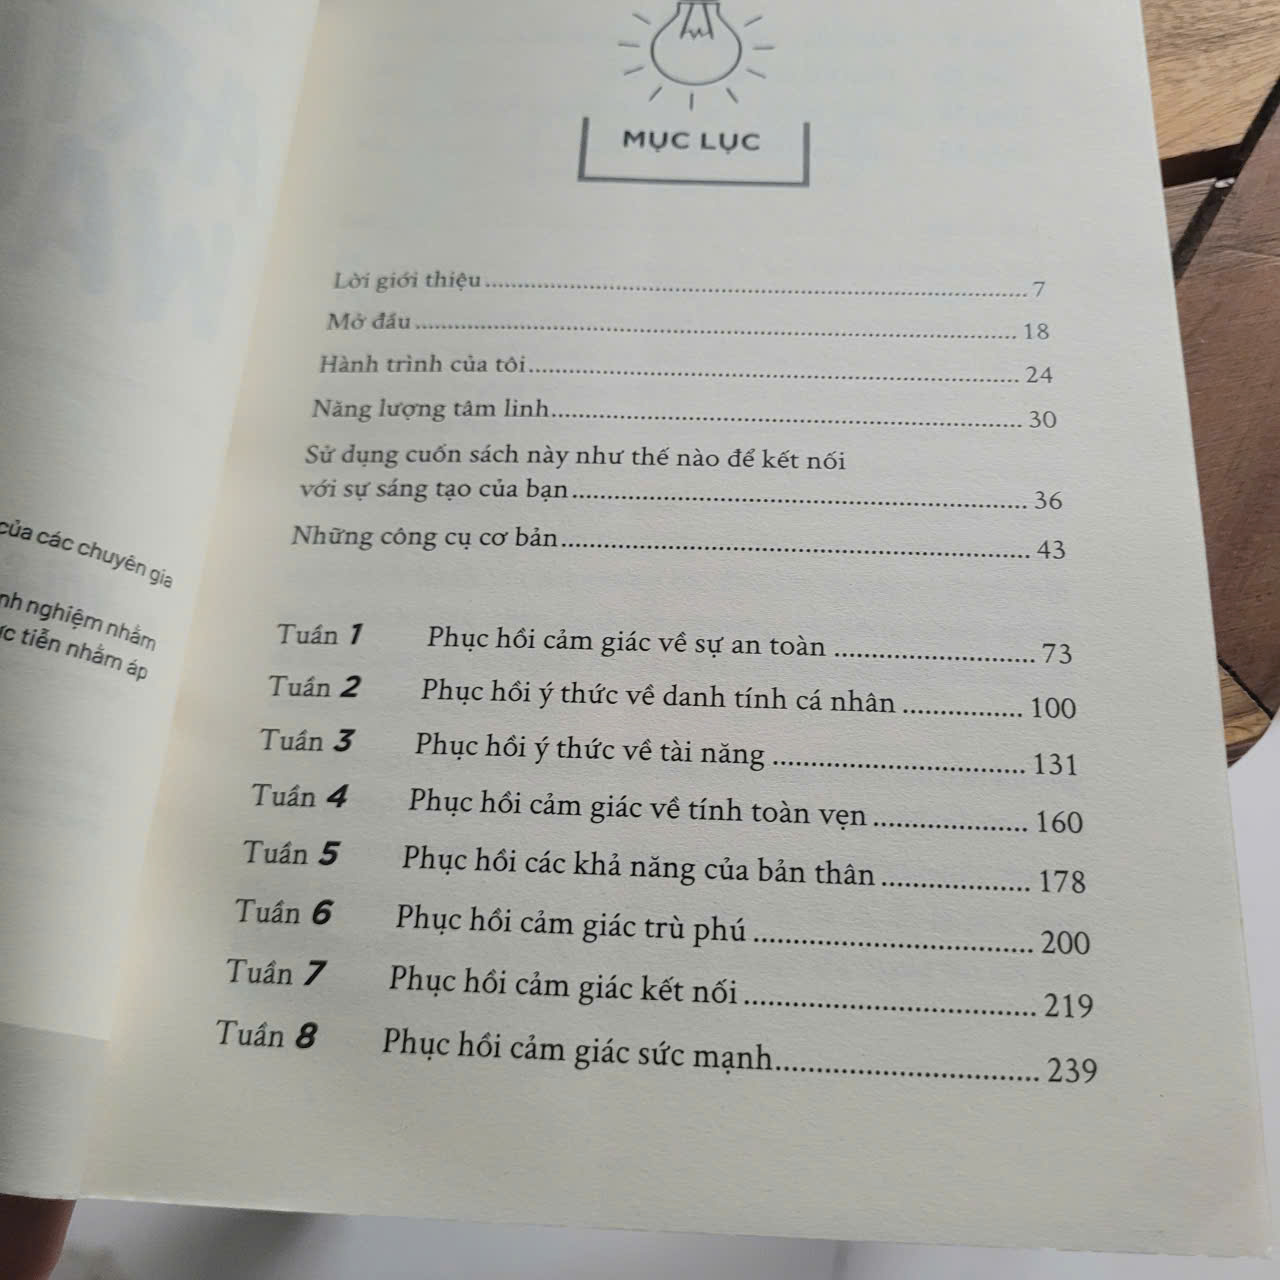 của các chuyên gia
nghiệm nhằm
tiễn nhằm áp
MỤC LỤC
Lời giới thiệu ........ 7
Mở đầu ........ 18
Hành trình của tôi ........ 24
Năng lượng tâm linh ........ 30
Sử dụng cuốn sách này như thế nào để kết nối
với sự sáng tạo của bạn ........ 36
Những công cụ cơ bản ........ 43
Tuần 1 Phục hồi cảm giác về sự an toàn ........ 73
Tuần 2 Phục hồi ý thức về danh tính cá nhân ........ 100
Tuần 3 Phục hồi ý thức về tài năng ........ 131
Tuần 4 Phục hồi cảm giác về tính toàn vẹn ........ 160
Tuần 5 Phục hồi các khả năng của bản thân ........ 178
Tuần 6 Phục hồi cảm giác trù phú ........ 200
Tuần 7 Phục hồi cảm giác kết nối ........ 219
Tuần 8 Phục hồi cảm giác sức mạnh ........ 239